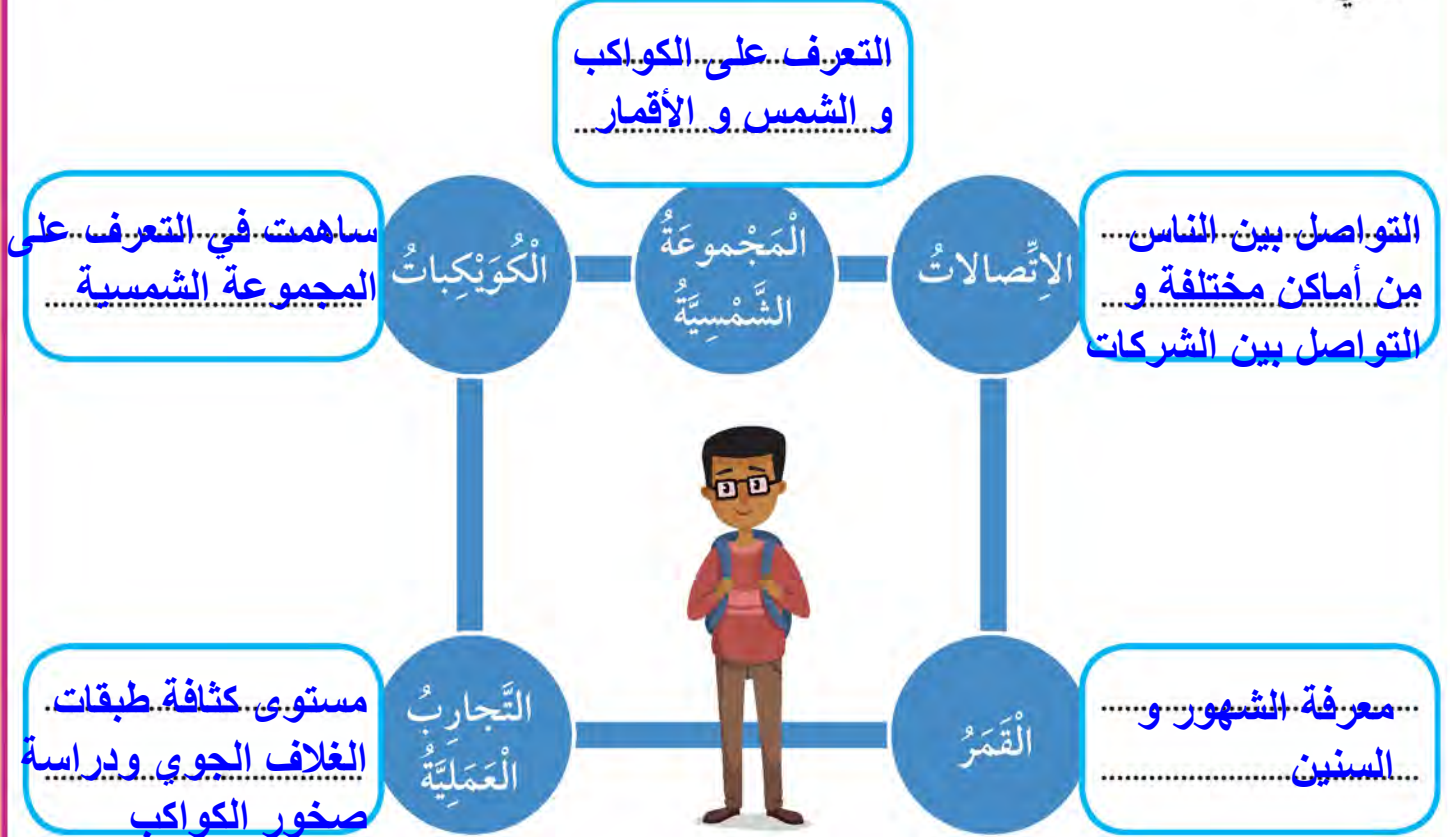 التعرف على الكواكب
و الشمس و الأقمار
التواصل بين الناس
من أماكن مختلفة و
التواصل بين الشركات
الِاتِّصالاتُ
الْمَجْموعَةُ
الشَّمْسِيَّةُ
الْكُوَيْكِباتُ
ساهمت في التعرف على
المجموعة الشمسية
معرفة الشهور و
السنين
الْقَمَرُ
التَّجارِبُ
الْعَمَلِيَّةُ
مستوى كثافة طبقات
الغلاف الجوي ودراسة
صخور الكواكب